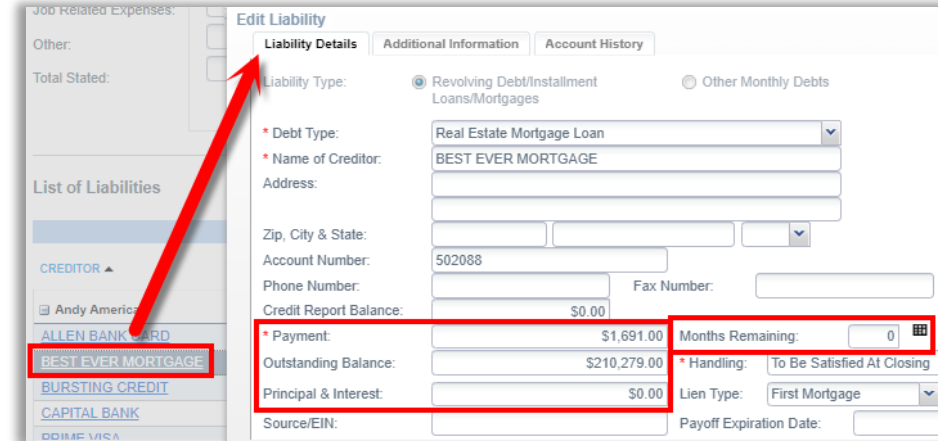 Job Related Expenses:
Other:
Total Stated:
List of Liabilities
CREDITOR
Andy America
ALLEN BANK CARD
BEST EVER MORTGAGE
BURSTING CREDIT
CAPITAL BANK
PRIME VISA
Edit Liability
Liability Details Additional Information Account History
Liability Type: Revolving Debt/Installment Loans/Mortgages Other Monthly Debts
* Debt Type: Real Estate Mortgage Loan
* Name of Creditor: BEST EVER MORTGAGE
Address:
Zip, City & State:
Account Number: 502088
Phone Number: Fax Number:
Credit Report Balance: $0.00
* Payment: $1,691.00 Months Remaining: 0
Outstanding Balance: $210,279.00 * Handling: To Be Satisfied At Closing
Principal & Interest: $0.00 Lien Type: First Mortgage
Source/EIN: Payoff Expiration Date: